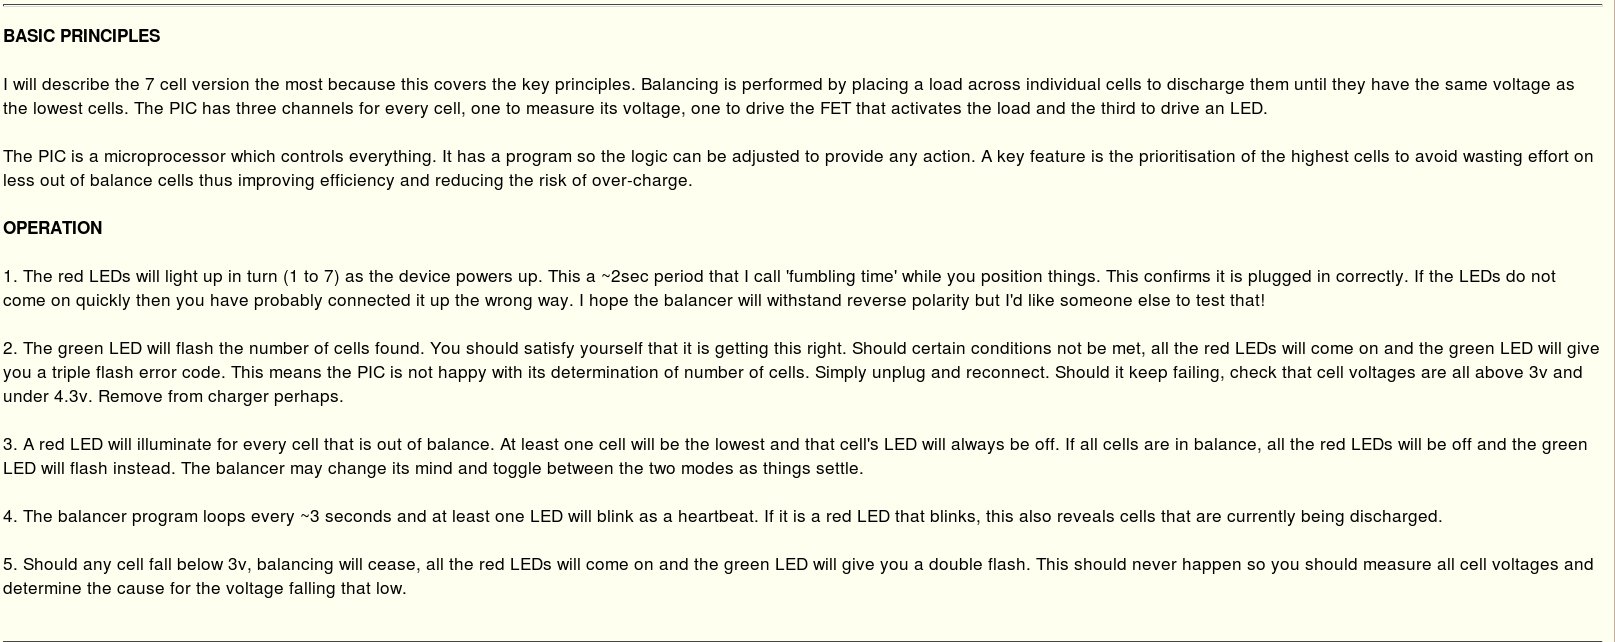 BASIC PRINCIPLES
I will describe the 7 cell version the most because this covers the key principles. Balancing is performed by placing a load across individual cells to discharge them until they have the same voltage as
the lowest cells. The PIC has three channels for every cell, one to measure its voltage, one to drive the FET that activates the load and the third to drive an LED.
The PIC is a microprocessor which controls everything. It has a program so the logic can be adjusted to provide any action. A key feature is the prioritisation of the highest cells to avoid wasting effort on
less out of balance cells thus improving efficiency and reducing the risk of over-charge.
OPERATION
1. The red LEDs will light up in turn (1 to 7) as the device powers up. This a ~2sec period that I call 'fumbling time' while you position things. This confirms it is plugged in correctly. If the LEDs do not
come on quickly then you have probably connected it up the wrong way. I hope the balancer will withstand reverse polarity but I'd like someone else to test that!
2. The green LED will flash the number of cells found. You should satisfy yourself that it is getting this right. Should certain conditions not be met, all the red LEDs will come on and the green LED will give
you a triple flash error code. This means the PIC is not happy with its determination of number of cells. Simply unplug and reconnect. Should it keep failing, check that cell voltages are all above 3v and
under 4.3v. Remove from charger perhaps.
3. A red LED will illuminate for every cell that is out of balance. At least one cell will be the lowest and that cell's LED will always be off. If all cells are in balance, all the red LEDs will be off and the green
LED will flash instead. The balancer may change its mind and toggle between the two modes as things settle.
4. The balancer program loops every ~3 seconds and at least one LED will blink as a heartbeat. If it is a red LED that blinks, this also reveals cells that are currently being discharged.
5. Should any cell fall below 3v, balancing will cease, all the red LEDs will come on and the green LED will give you a double flash. This should never happen so you should measure all cell voltages and
determine the cause for the voltage falling that low.